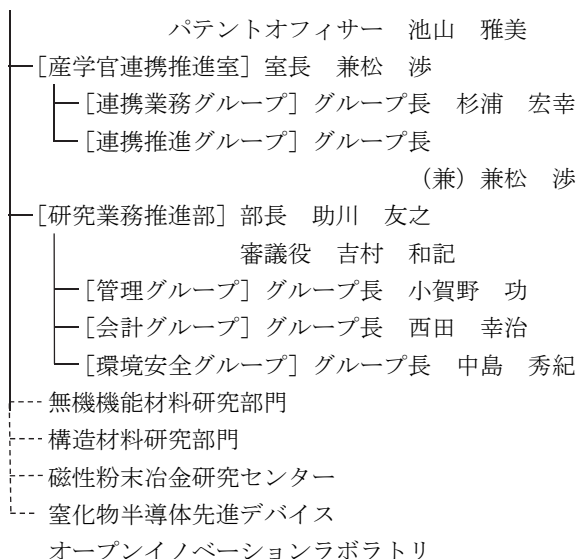 パテントオフィサー　池山　雅美
［産学官連携推進室］室長　兼松　渉
［連携業務グループ］グループ長　杉浦　宏幸
［連携推進グループ］グループ長
（兼）兼松　渉
［研究業務推進部］部長　助川　友之
審議役　吉村　和記
［管理グループ］グループ長　小賀野　功
［会計グループ］グループ長　西田　幸治
［環境安全グループ］グループ長　中島　秀紀
無機機能材料研究部門
構造材料研究部門
磁性粉末冶金研究センター
窒化物半導体先進デバイス
オープンイノベーションラボラトリ